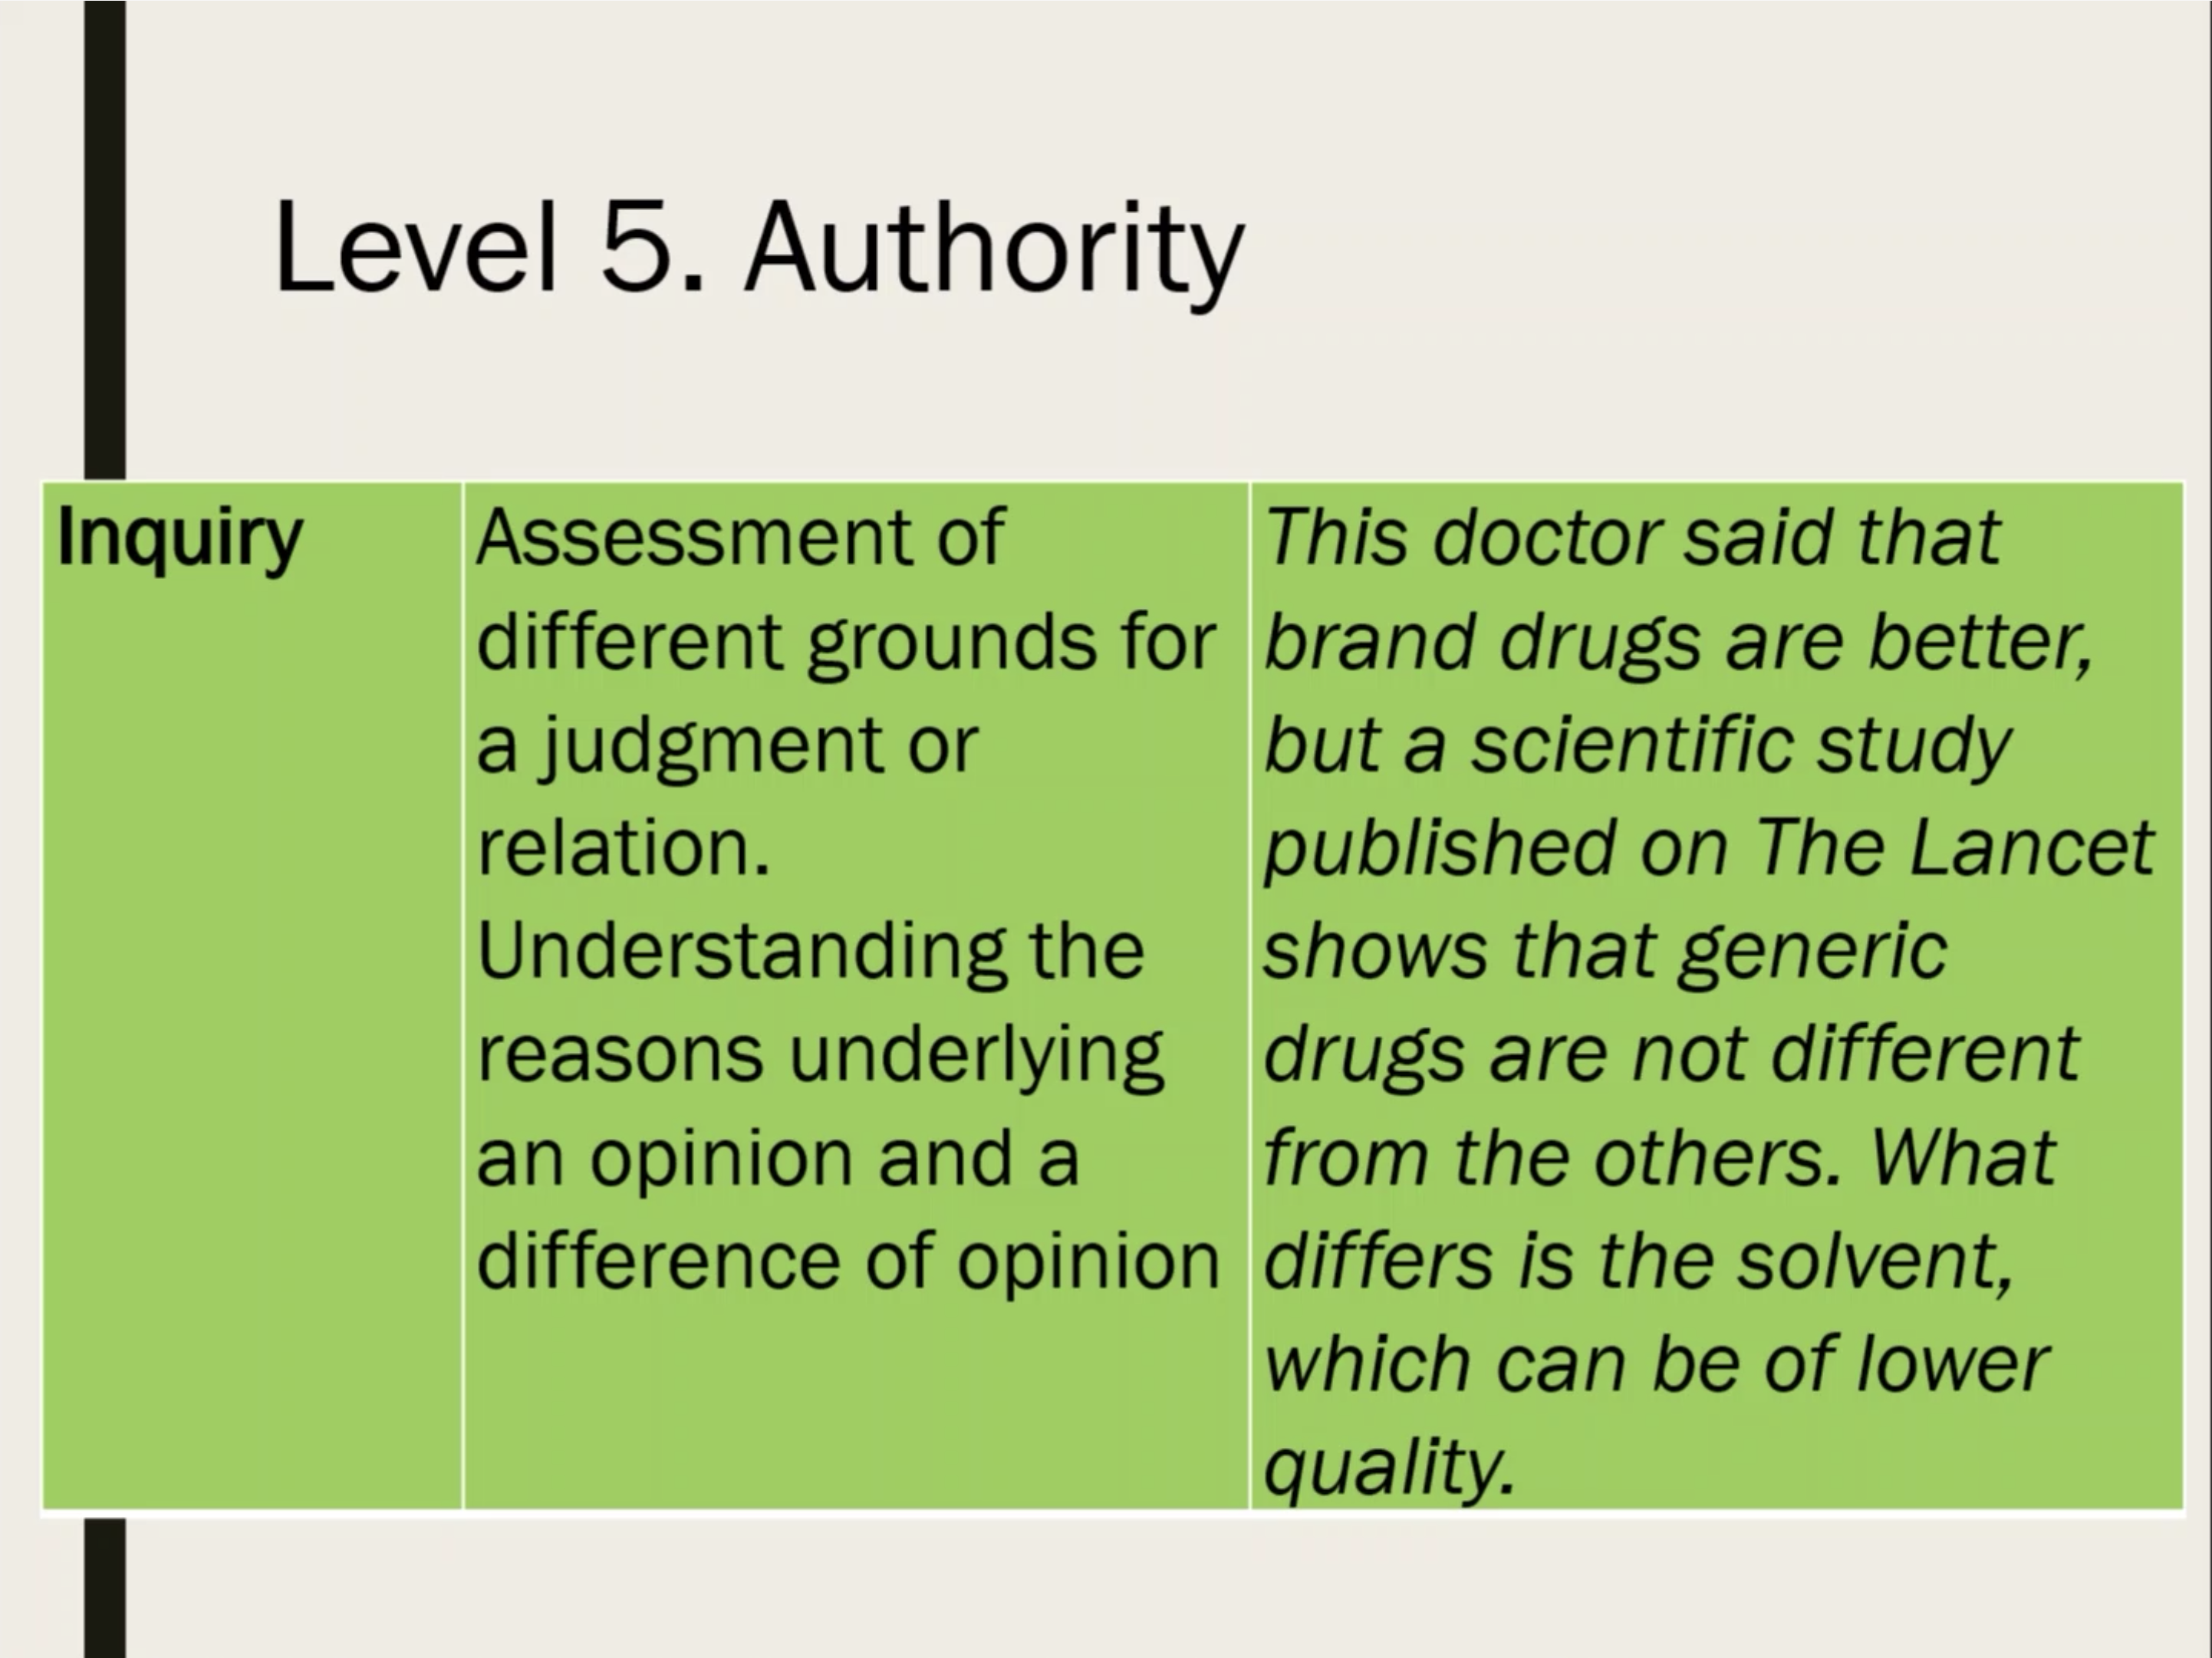 Level 5. Authority
Inquiry
Assessment of
different grounds for
a judgment or
relation.
Understanding the
reasons underlying
an opinion and a
difference of opinion
This doctor said that
brand drugs are better,
but a scientific study
published on The Lancet
shows that generic
drugs are not different
from the others. What
differs is the solvent,
which can be of lower
quality.